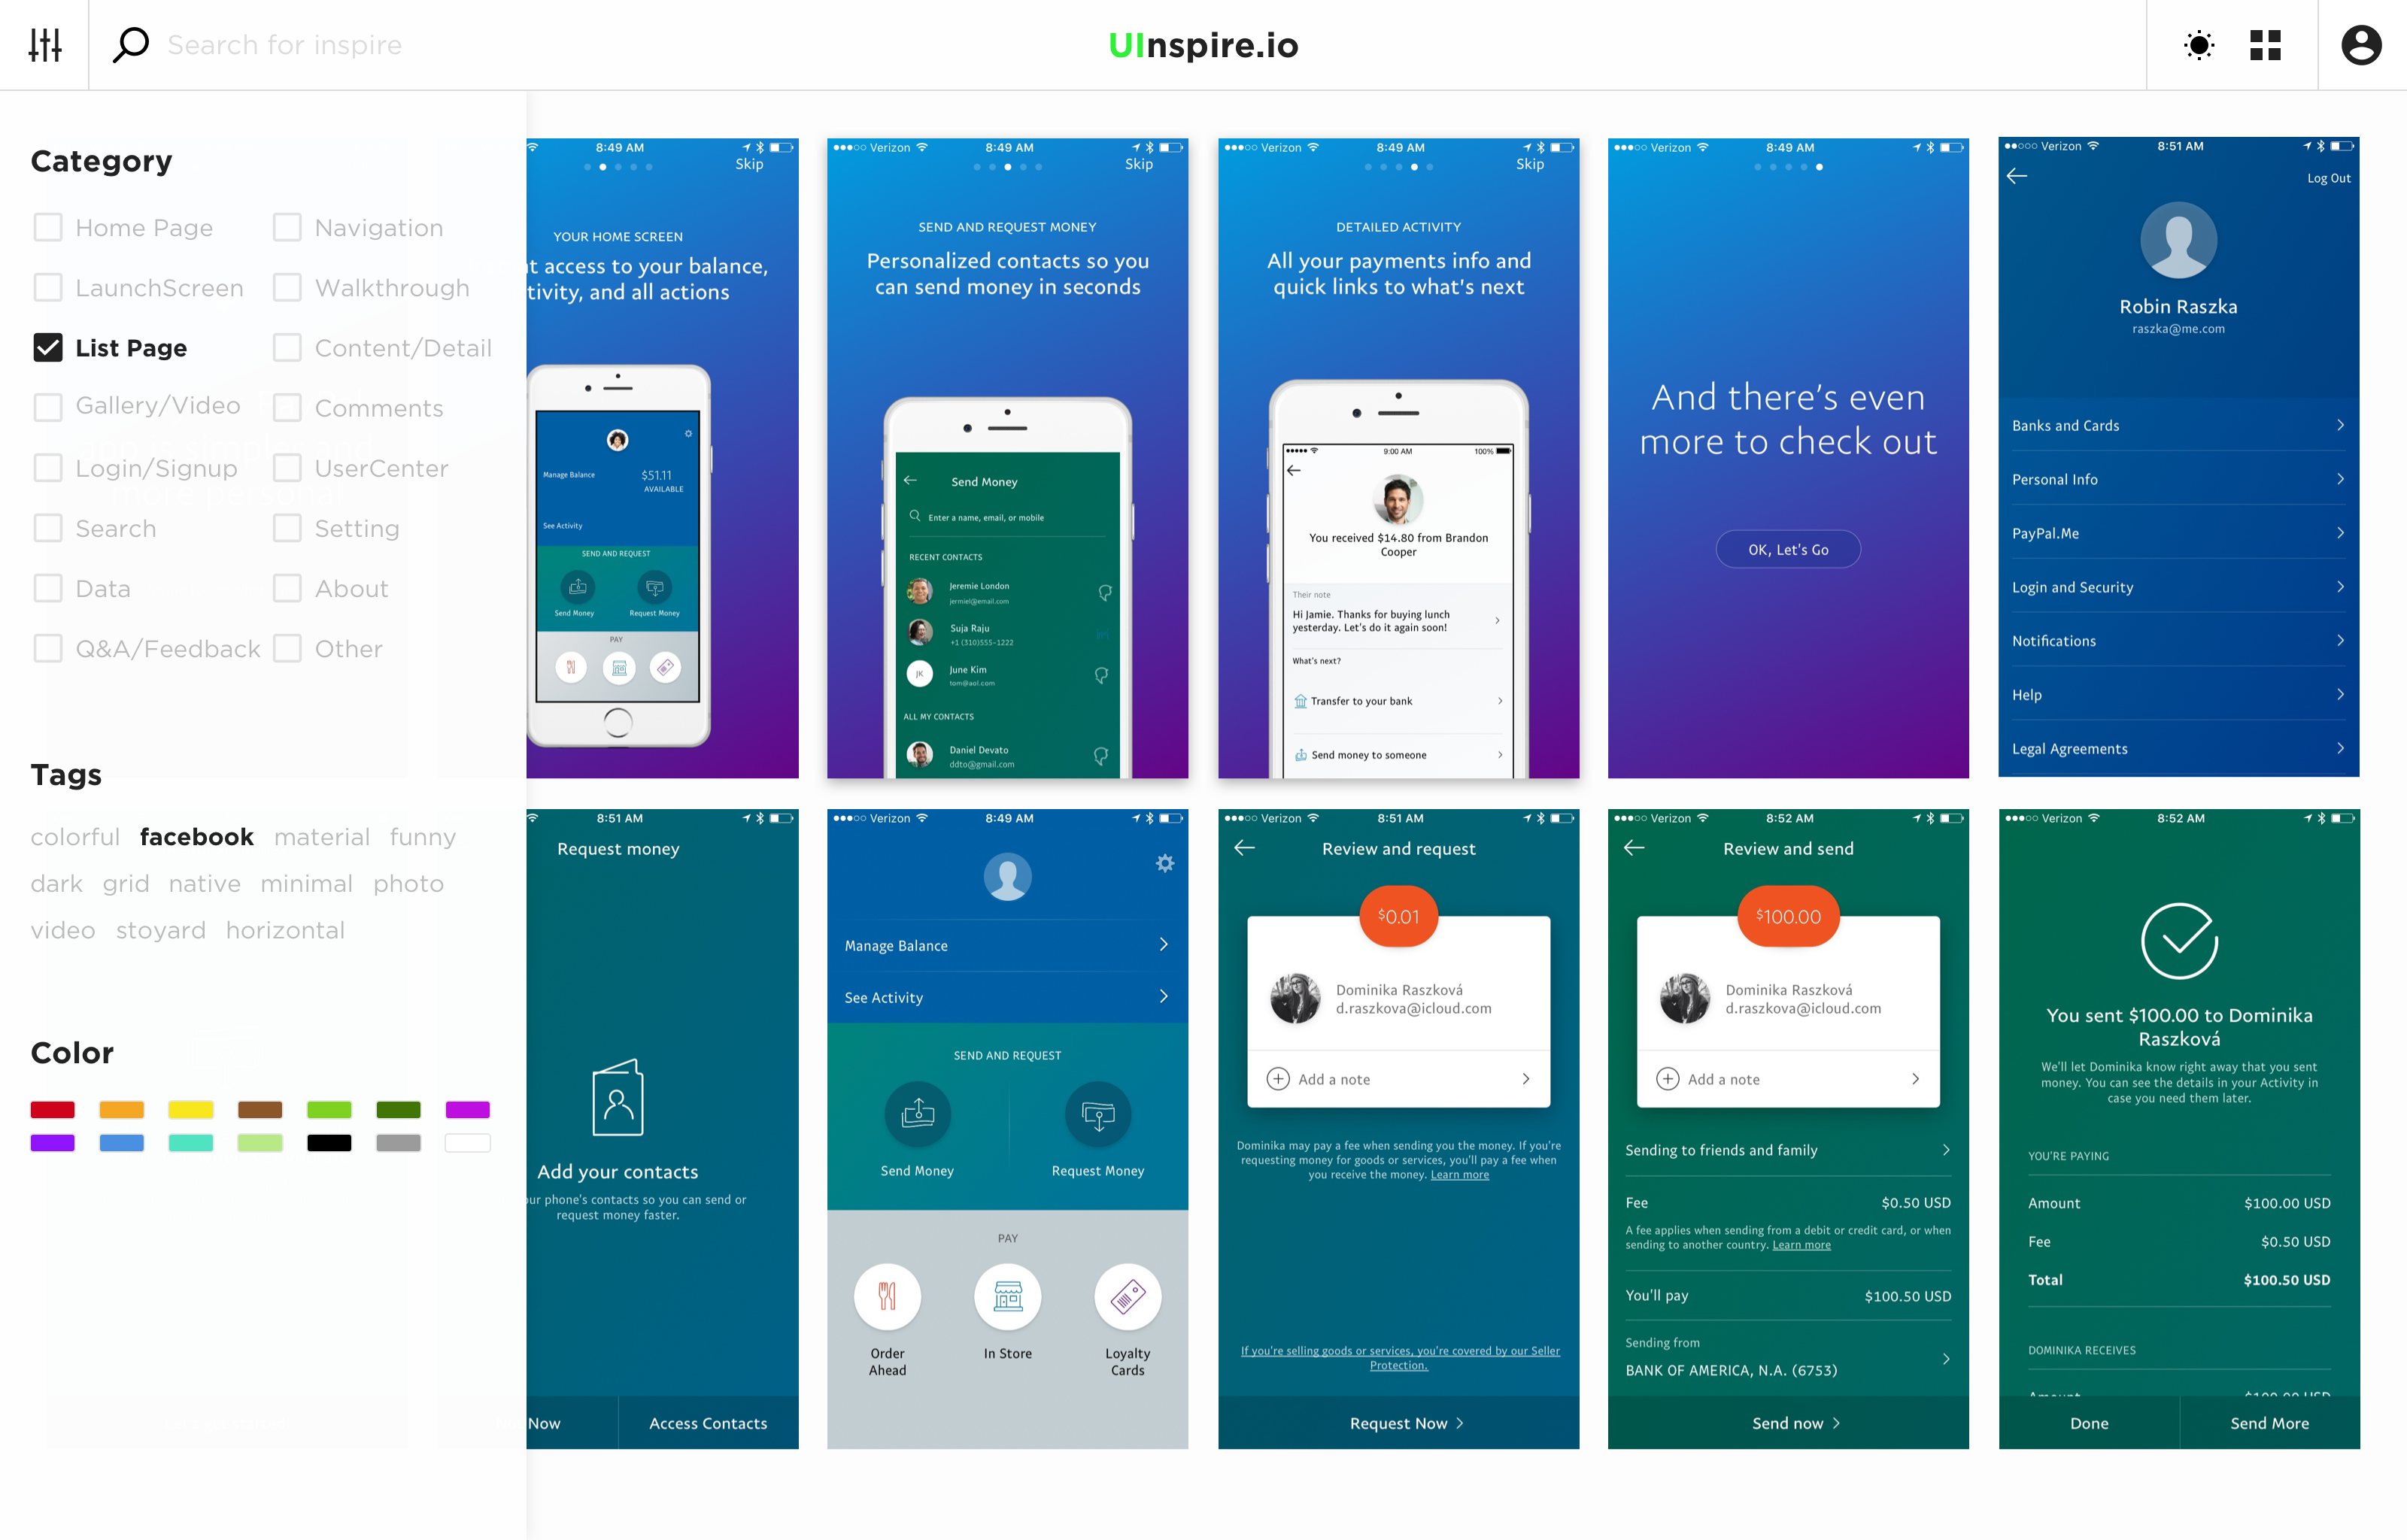 Search for inspire
UInspire.io
Category
Home Page
Navigation
LaunchScreen
Walkthrough
List Page
Content/Detail
Gallery/Video
Comments
Login/Signup
UserCenter
Search
Setting
Data
About
Q&A/Feedback
Other
Tags
colorful facebook material funny
dark grid native minimal photo
video stoyard horizontal
Color
8:49 AM
Skip
YOUR HOME SCREEN
access to your balance,
and all actions
Manage Balance
$51.11
AVAILABLE
See Activity
SEND AND REQUEST
Send Money
Request Money
PAY
Verizon
8:49 AM
Skip
SEND AND REQUEST MONEY
Personalized contacts so you
can send money in seconds
Send Money
Enter a name, email, or mobile
RECENT CONTACTS
Jeremie London
jermiel@email.com
Suja Raju
+1 (310)555-1222
JK
June Kim
tom@aol.com
ALL MY CONTACTS
Daniel Devato
ddto@gmail.com
Verizon
8:49 AM
Skip
DETAILED ACTIVITY
All your payments info and
quick links to what's next
9:00 AM
100%
You received $14.80 from Brandon
Cooper
Their note
Hi Jamie. Thanks for buying lunch
yesterday. Let's do it again soon!
What's next?
Transfer to your bank
Send money to someone
Verizon
8:49 AM
And there's even
more to check out
OK, Let's Go
Verizon
8:51 AM
Log Out
Robin Raszka
raszka@me.com
Banks and Cards
Personal Info
PayPal.Me
Login and Security
Notifications
Help
Legal Agreements
8:51 AM
Request money
Add your contacts
phone's contacts so you can send or
request money faster.
Now
Access Contacts
Verizon
8:49 AM
Manage Balance
See Activity
SEND AND REQUEST
Send Money
Request Money
PAY
Order
Ahead
In Store
Loyalty
Cards
Verizon
8:51 AM
Review and request
$0.01
Dominika Raszková
d.raszkova@icloud.com
Add a note
Dominika may pay a fee when sending you the money. If you're
requesting money for goods or services, you'll pay a fee when
you receive the money. Learn more
If you're selling goods or services, you're covered by our Seller
Protection.
Request Now
Verizon
8:52 AM
Review and send
$100.00
Dominika Raszková
d.raszkova@icloud.com
Add a note
Sending to friends and family
Fee
$0.50 USD
A fee applies when sending from a debit or credit card, or when
sending to another country. Learn more
You'll pay
$100.50 USD
Sending from
BANK OF AMERICA, N.A. (6753)
Send now
Verizon
8:52 AM
You sent $100.00 to Dominika
Raszková
We'll let Dominika know right away that you sent
money. You can see the details in your Activity in
case you need them later.
YOU'RE PAYING
Amount
$100.00 USD
Fee
$0.50 USD
Total
$100.50 USD
DOMINIKA RECEIVES
Amount
$100.00 USD
Done
Send More